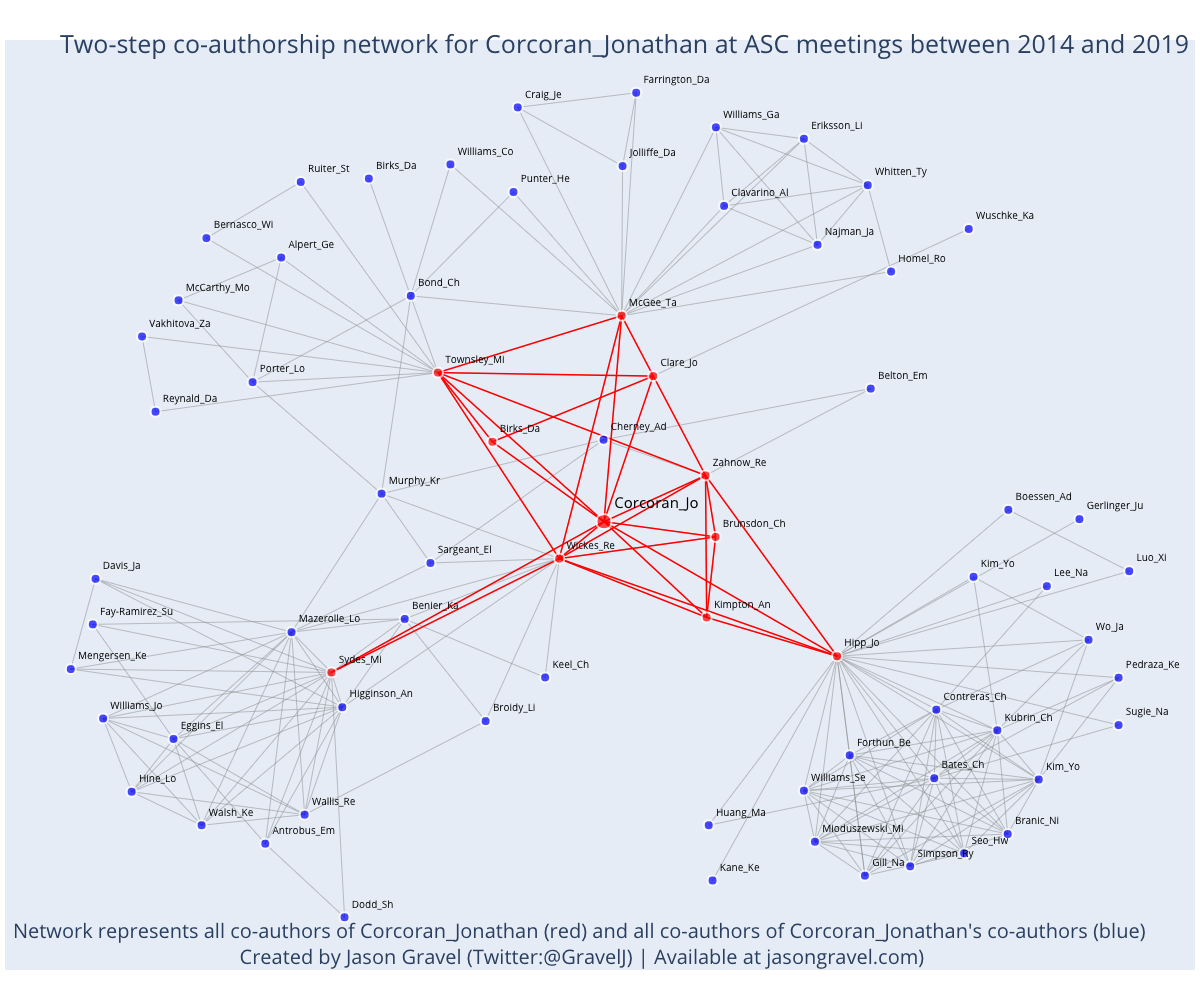 Two-step co-authorship network for Corcoran_Jonathan at ASC meetings between 2014 and 2019
Farrington_Da
Craig_Je
Williams_Ga
Eriksson_Li
Williams_Co
Jolliffe_Da
Ruiter_St
Birks_Da
Punter_He
Whitten_Ty
Clavarino_Al
Wuschke_Ka
Bernasco_Wi
Najman_Ja
Alpert_Ge
Homel_Ro
Bond_Ch
McCarthy_Mo
McGee_Ta
Vakhitova_Za
Townsley_Mi
Clare_Jo
Porter_Lo
Belton_Em
Reynald_Da
Birks_Da
Cherney_Ad
Zahnow_Re
Murphy_Kr
Corcoran_Jo
Boessen_Ad
Gerlinger_Ju
Brunsdon_Ch
Wickes_Re
Sargeant_El
Luo_Xi
Davis_Ja
Kim_Yo
Lee_Na
Kimpton_An
Fay-Ramirez_Su
Benier_Ka
Mazerolle_Lo
Wo_Ja
Hipp_Jo
Mengersen_Ke
Sydes_Mi
Keel_Ch
Pedraza_Ke
Higginson_An
Contreras_Ch
Williams_Jo
Broidy_Li
Sugie_Na
Kubrin_Ch
Eggins_El
Forthun_Be
Bates_Ch
Kim_Yo
Hine_Lo
Williams_Se
Wallis_Re
Walsh_Ke
Huang_Ma
Branic_Ni
Antrobus_Em
Mioduszewski_Mi
Seo_Hw
Simpson_Ry
Gill_Na
Kane_Ke
Dodd_Sh
Network represents all co-authors of Corcoran_Jonathan (red) and all co-authors of Corcoran_Jonathan's co-authors (blue)
Created by Jason Gravel (Twitter:@GravelJ) | Available at jasongravel.com)